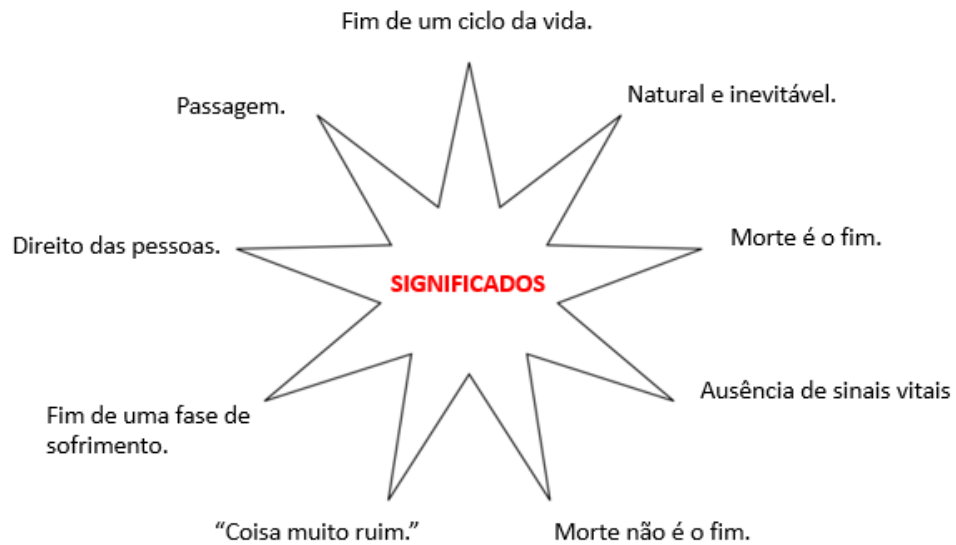 Fim de um ciclo da vida.
Natural e inevitável.
Passagem.
Direito das pessoas.
Morte é o fim.
SIGNIFICADOS
Ausência de sinais vitais
Fim de uma fase de
sofrimento.
“Coisa muito ruim.”
Morte não é o fim.